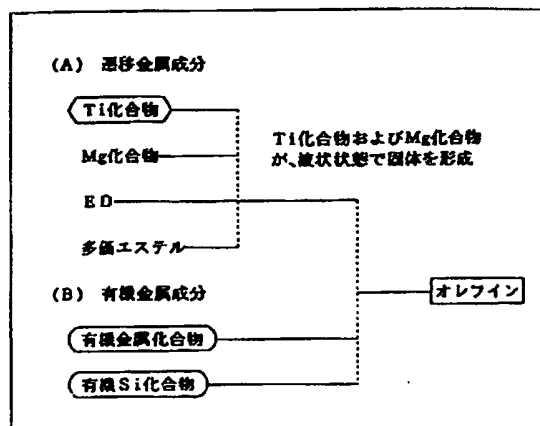 (A) 遷移金属成分
Ti化合物
Mg化合物
ED
多価エステル
Ti化合物およびMg化合物
が、液状状態で固体を形成
(B) 有機金属成分
有機金属化合物
有機Si化合物
オレフイン